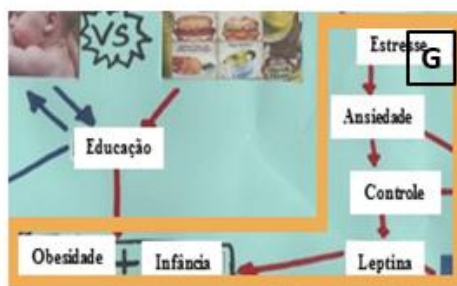 VS
Estresse
G
Ansiedade
Educação
Controle
Obesidade + Infância
Leptina